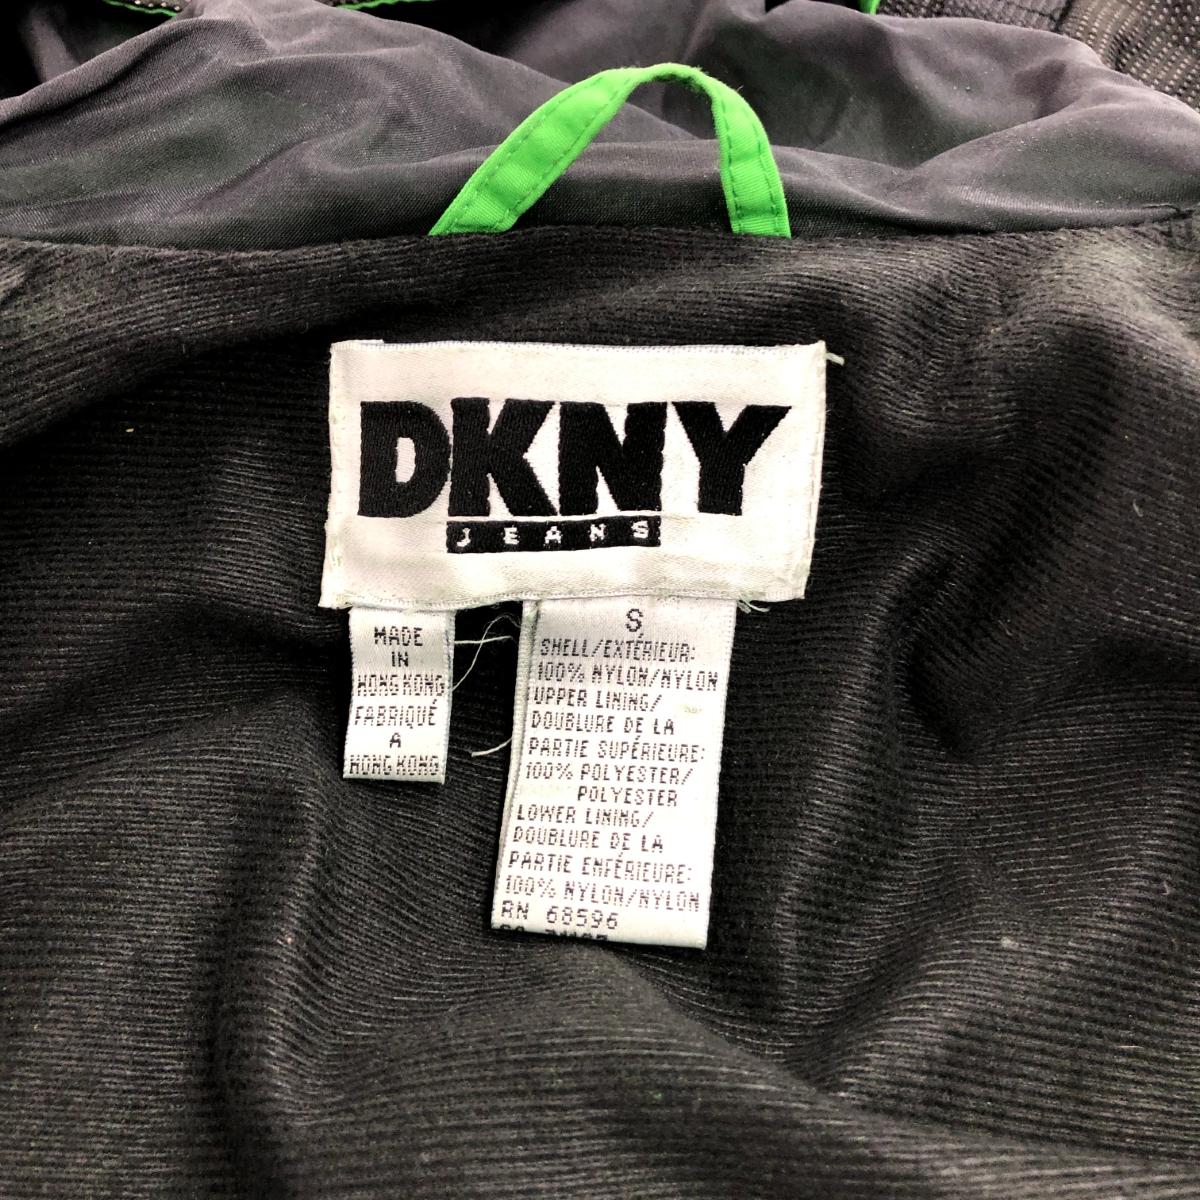 DKNY
JEANS
MADE
IN
HONG KONG
FABRIQUÉ
A
HONG KONG
S
SHELL/EXTÉRIEUR:
100% NYLON/NYLON
UPPER LINING/
DOUBLURE DE LA
PARTIE SUPÉRIEURE:
100% POLYESTER/
POLYESTER
LOWER LINING/
DOUBLURE DE LA
PARTIE ENFÉRIEURE:
100% NYLON/NYLON
RN 68596